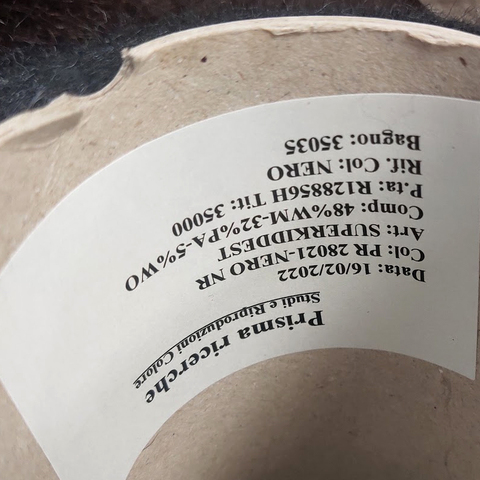 Prisma ricerche
Studi e Riproduzioni Colore
Data: 16/02/2022
Col: PR 28021-NERO NR
Art: SUPERKIDDEST
Comp: 48%WM-32%PA-5%WO
P.ta: R128856H Tit: 35000
Rif. Col: NERO
Bagno: 35035